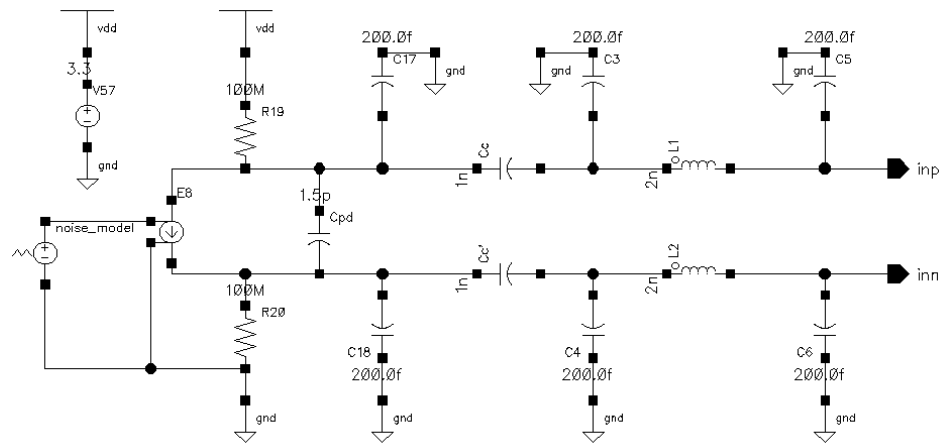 vdd
vdd
200.0f
200.0f
200.0f
C17
C3
C5
3.3
V57
gnd
gnd
gnd
100M
R19
gnd
Cc
1n
L1
2n
inp
E8
1.5p
Cpd
noise_model
Cc'
1n
L2
2n
inn
100M
R20
C18
C4
C6
200.0f
200.0f
200.0f
gnd
gnd
gnd
gnd